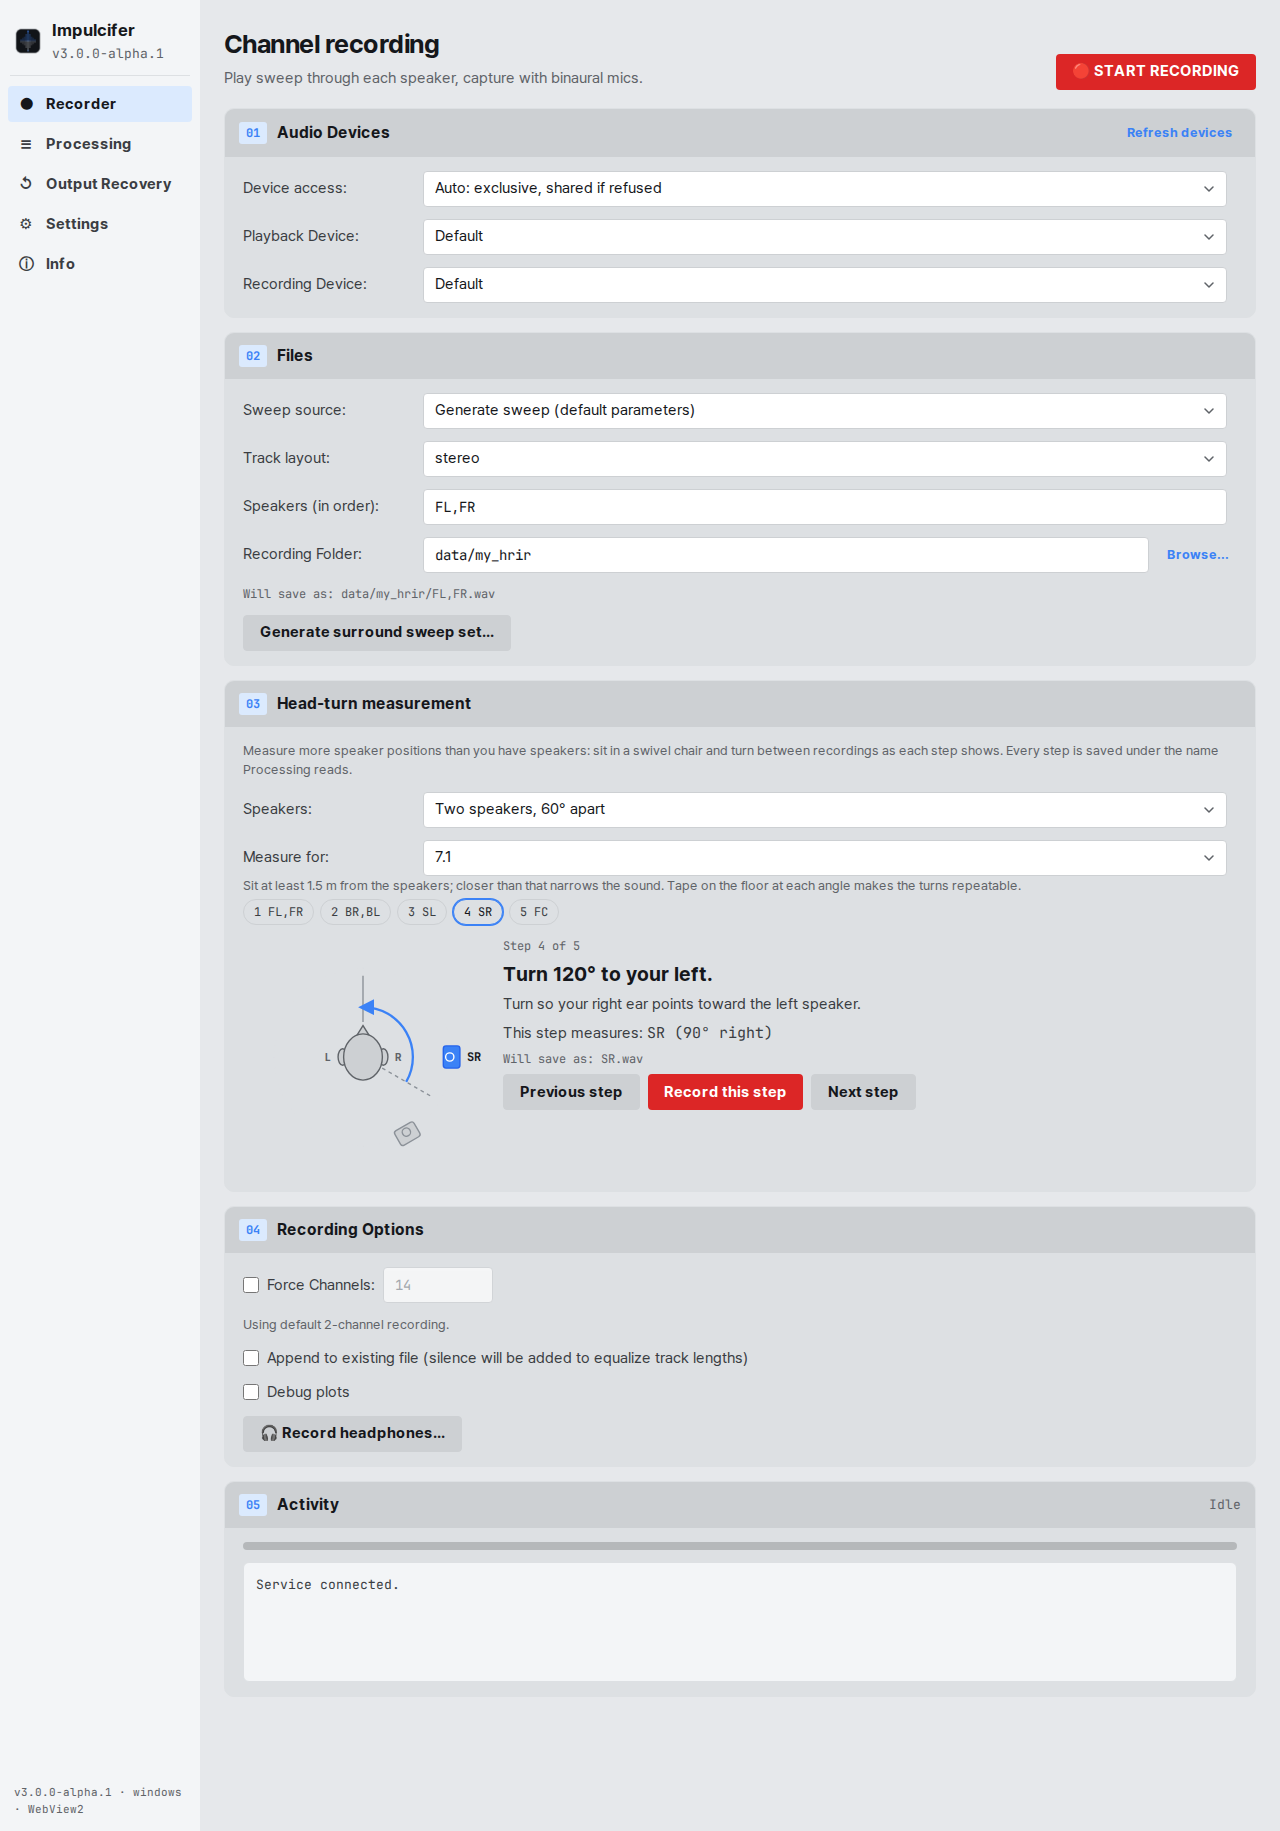 Impulcifer
v3.0.0-alpha.1
Recorder
Processing
Output Recovery
Settings
Info
v3.0.0-alpha.1 · windows
· WebView2
Channel recording
Play sweep through each speaker, capture with binaural mics.
START RECORDING
01 Audio Devices Refresh devices
Device access: Auto: exclusive, shared if refused
Playback Device: Default
Recording Device: Default
02 Files
Sweep source: Generate sweep (default parameters)
Track layout: stereo
Speakers (in order): FL,FR
Recording Folder: data/my_hrir Browse...
Will save as: data/my_hrir/FL,FR.wav
Generate surround sweep set...
03 Head-turn measurement
Measure more speaker positions than you have speakers: sit in a swivel chair and turn between recordings as each step shows. Every step is saved under the name
Processing reads.
Speakers: Two speakers, 60° apart
Measure for: 7.1
Sit at least 1.5 m from the speakers; closer than that narrows the sound. Tape on the floor at each angle makes the turns repeatable.
1 FL,FR 2 BR,BL 3 SL 4 SR 5 FC
Step 4 of 5
Turn 120° to your left.
Turn so your right ear points toward the left speaker.
This step measures: SR (90° right)
L R SR
Will save as: SR.wav
Previous step Record this step Next step
04 Recording Options
Force Channels: 14
Using default 2-channel recording.
Append to existing file (silence will be added to equalize track lengths)
Debug plots
Record headphones...
05 Activity Idle
Service connected.